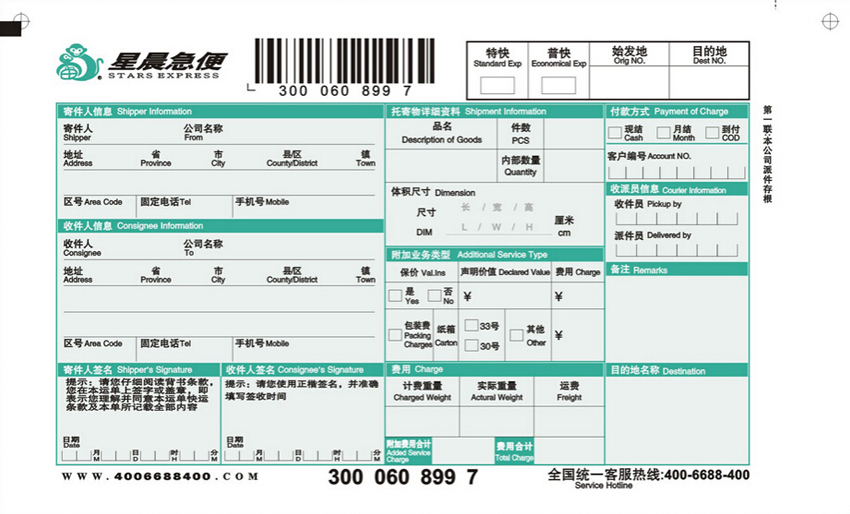 星晨急便
STARS EXPRESS
300 060 899 7
特快
Standard Exp
普快
Economical Exp
始发地
Orig NO.
目的地
Dest NO.
寄件人信息 Shipper Information
寄件人
Shipper
公司名称
From
地址
Address
省
Province
市
City
县/区
County/District
镇
Town
区号 Area Code
固定电话Tel
手机号 Mobile
收件人信息 Consignee Information
收件人
Consignee
公司名称
To
地址
Address
省
Province
市
City
县/区
County/District
镇
Town
区号 Area Code
固定电话Tel
手机号 Mobile
寄件人签名 Shipper's Signature
提示：请您仔细阅读背书条款，
您在本运单上签字或盖章，即
表示您理解并同意本运单快运
条款及本单所记载全部内容
日期
Date
月
M
日
D
时
H
分
M
收件人签名 Consignee's Signature
提示：请您使用正楷签名，并准确
填写签收时间
日期
Date
月
M
日
D
时
H
分
M
托寄物详细资料 Shipment Information
品名
Description of Goods
件数
PCS
内部数量
Quantity
体积尺寸 Dimension
尺寸
DIM
长 / 宽 / 高
L / W / H
厘米
cm
附加业务类型 Additional Service Type
保价 Val.Ins
声明价值 Declared Value
费用 Charge
是
Yes
否
No
¥
¥
包装费
Packing
Charges
纸箱
Carton
33号
30号
其他
Other
¥
费用 Charge
计费重量
Charged Weight
实际重量
Actural Weight
运费
Freight
附加费用合计
Added Service
Charge
费用合计
Total Charge
付款方式 Payment of Charge
现结
Cash
月结
Month
到付
COD
客户编号 Account NO.
收派员信息 Courier Information
收件员 Pickup by
派件员 Delivered by
备注 Remarks
目的地名称 Destination
第一联:本公司派件存根
WWW.4006688400.COM
300 060 899 7
全国统一客服热线:400-6688-400
Service Hotline